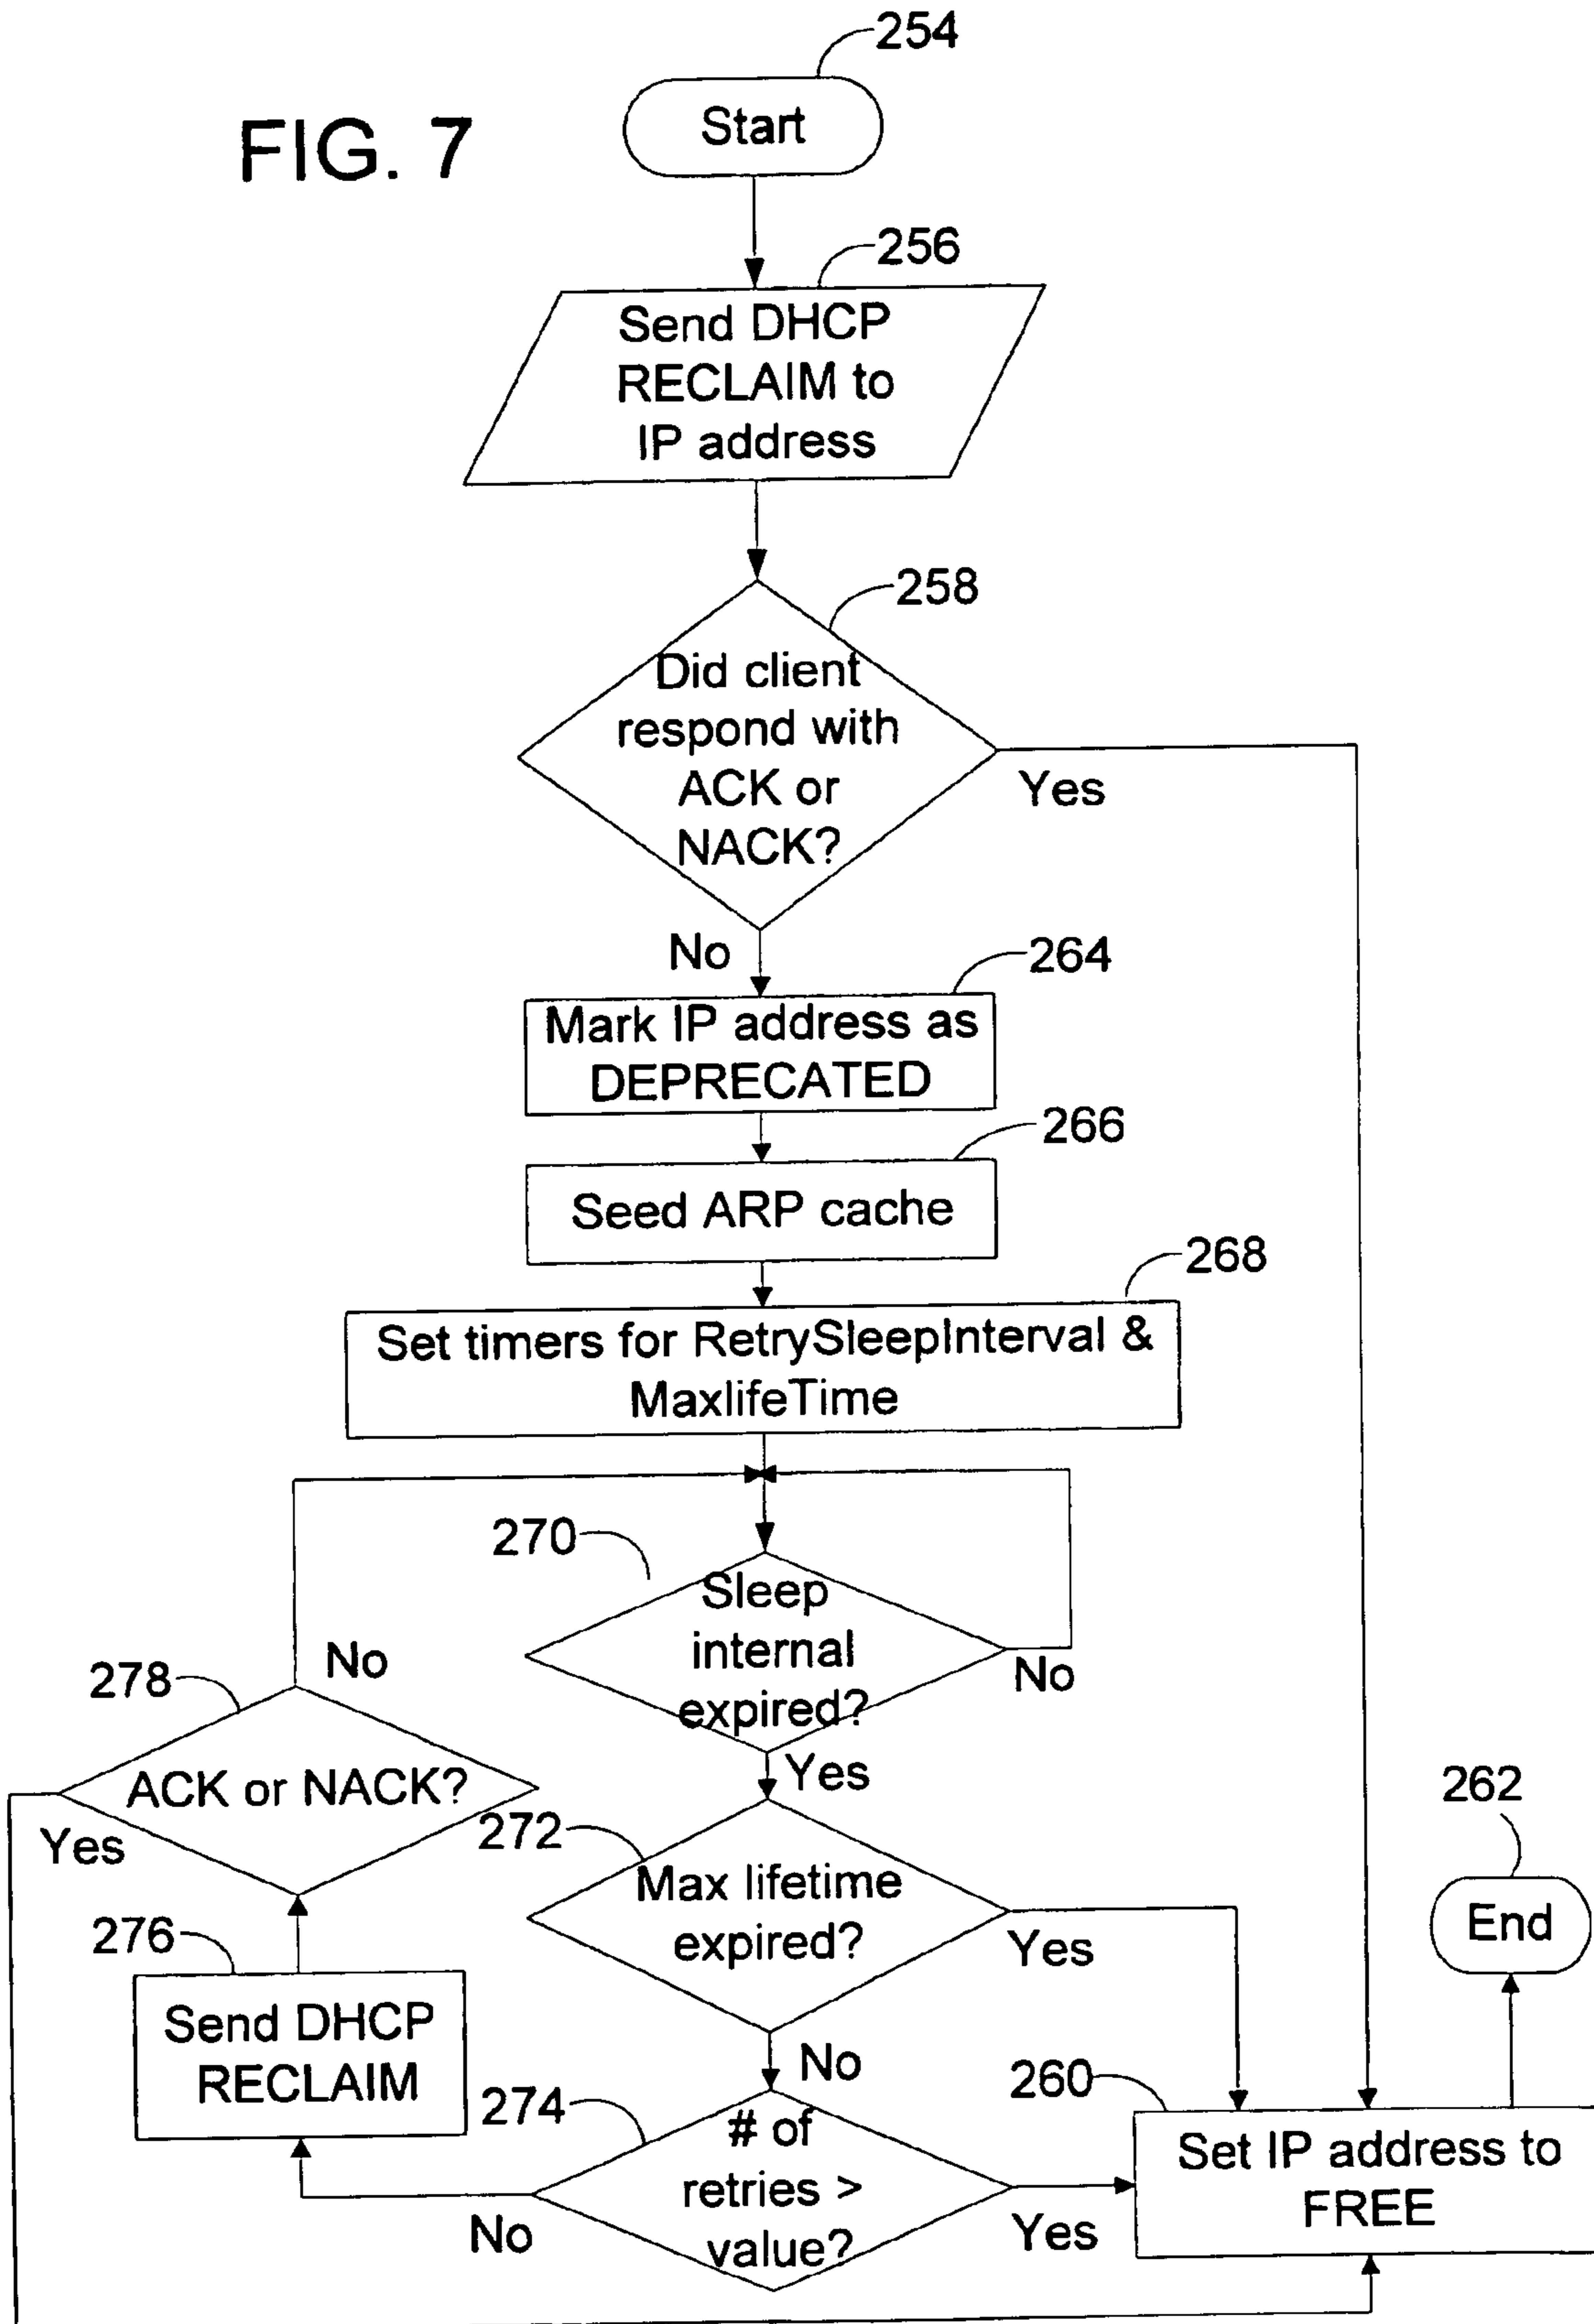 254
FIG. 7
Start
256
Send DHCP
RECLAIM to
IP address
258
Did client
respond with
ACK or
NACK?
Yes
No
264
Mark IP address as
DEPRECATED
266
Seed ARP cache
268
Set timers for RetrySleepInterval &
MaxlifeTime
270
Sleep
internal
expired?
No
Yes
278
No
ACK or NACK?
Yes
272
Max lifetime
expired?
Yes
No
262
End
276
Send DHCP
RECLAIM
274
# of
retries >
value?
No
Yes
260
Set IP address to
FREE